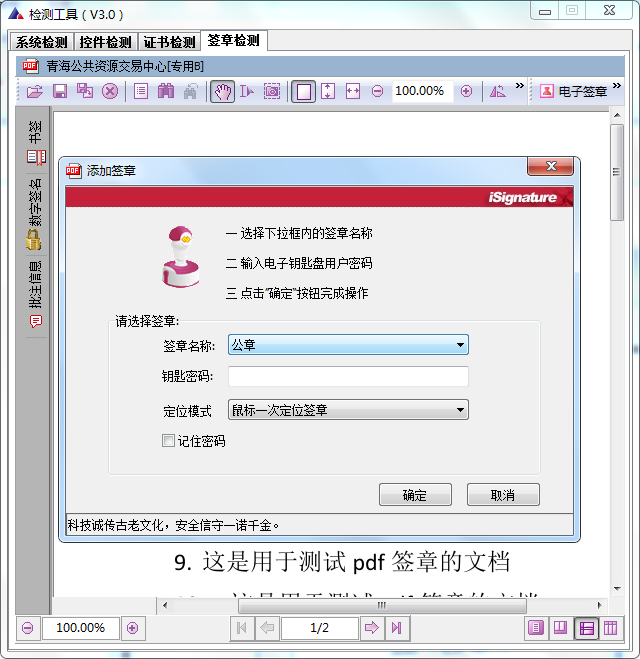 检测工具（V3.0）
系统检测 控件检测 证书检测 签章检测
PDF 青海公共资源交易中心[专用B]
100.00% 电子签章
书签
数字签名
批注信息
PDF 添加签章
iSignature
一 选择下拉框内的签章名称
二 输入电子钥匙盘用户密码
三 点击"确定"按钮完成操作
请选择签章:
签章名称: 公章
钥匙密码:
定位模式 鼠标一次定位签章
记住密码
确定 取消
科技诚传古老文化，安全信守一诺千金。
9. 这是用于测试 pdf 签章的文档
100.00% 1/2